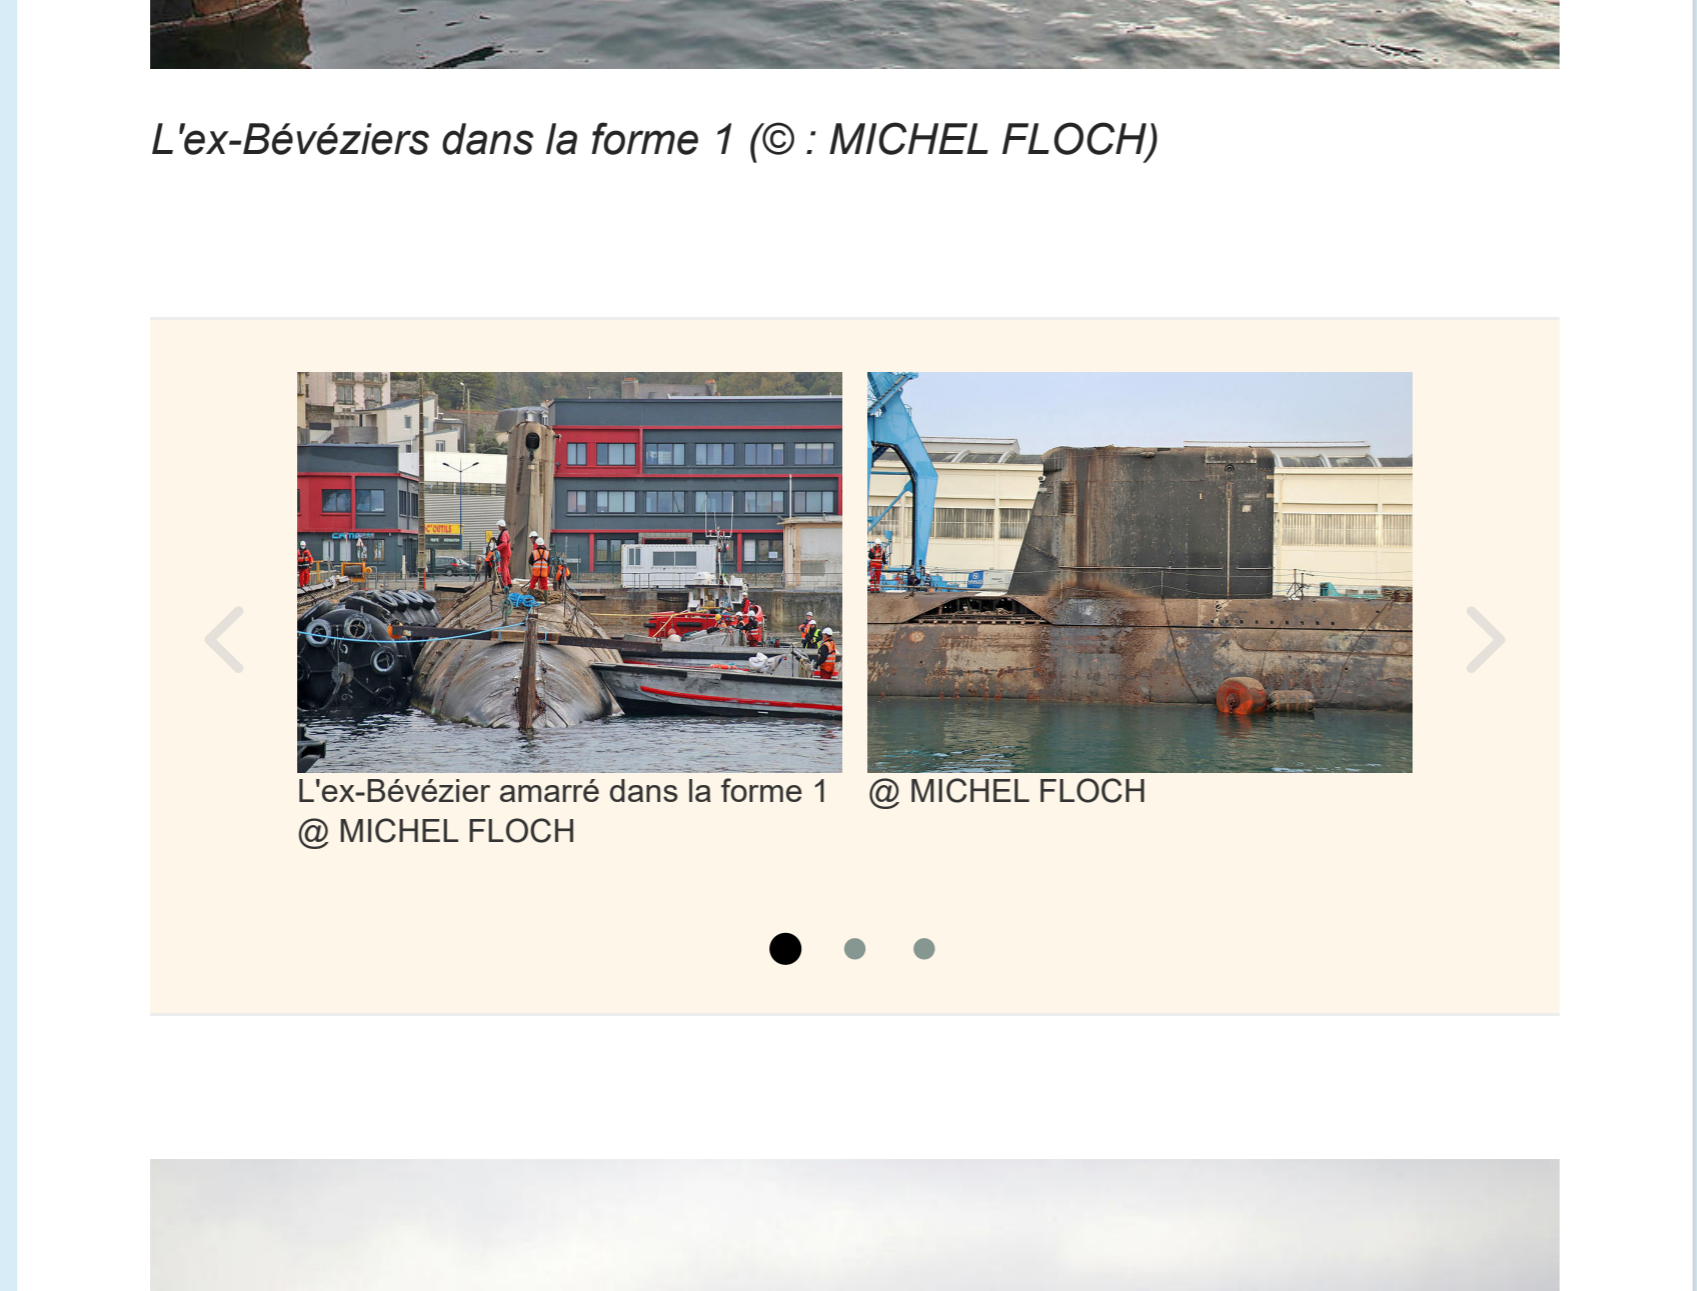 L'ex-Bévéziers dans la forme 1 (© : MICHEL FLOCH)
C'OUTILS
L'ex-Bévézier amarré dans la forme 1
@ MICHEL FLOCH
@ MICHEL FLOCH